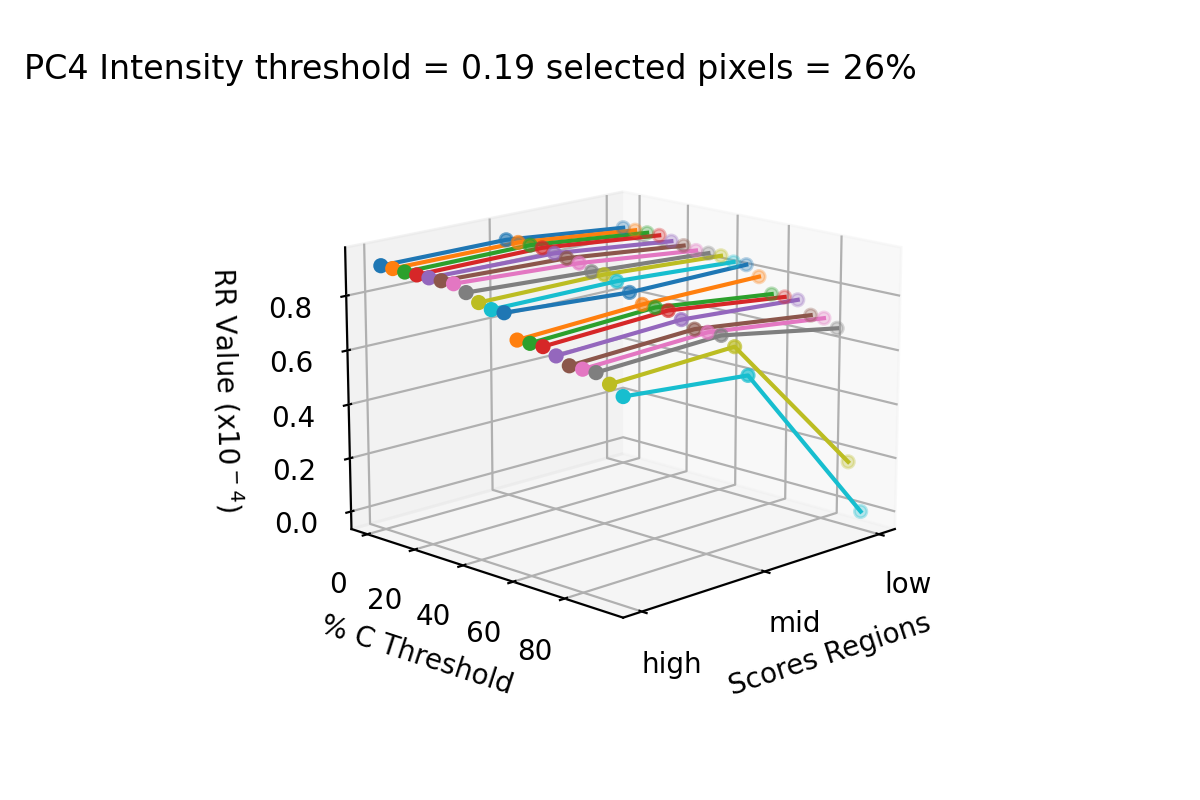 PC4 Intensity threshold = 0.19 selected pixels = 26%
RR Value (x10⁻⁴)
0.8
0.6
0.4
0.2
0.0
0
20
40
60
80
% C Threshold
high
mid
low
Scores Regions